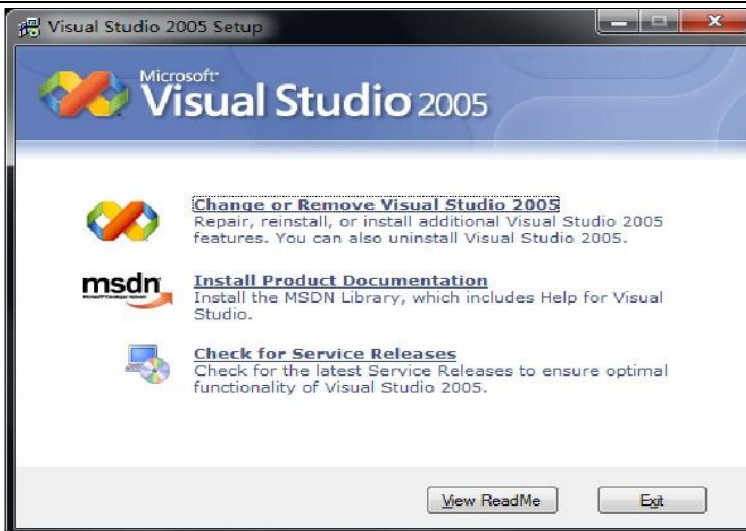 Visual Studio 2005 Setup
Microsoft
Visual Studio 2005
Change or Remove Visual Studio 2005
Repair, reinstall, or install additional Visual Studio 2005
features. You can also uninstall Visual Studio 2005.
msdn
Install Product Documentation
Install the MSDN Library, which includes Help for Visual
Studio.
Check for Service Releases
Check for the latest Service Releases to ensure optimal
functionality of Visual Studio 2005.
View ReadMe
Exit